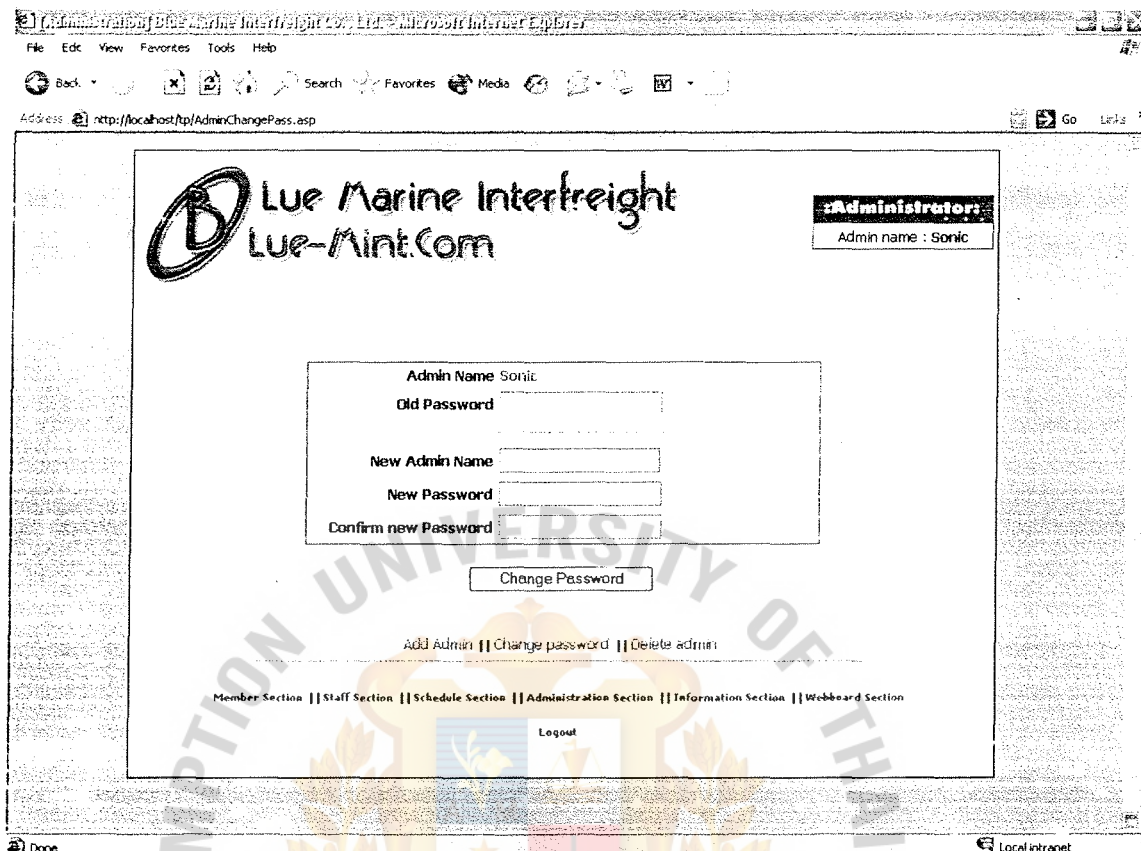 [Administration] Blue Marine Interfreight Co., Ltd. - Microsoft Internet Explorer
File Edit View Favorites Tools Help
Back Search Favorites Media
Address http://localhost/tp/AdminChangePass.asp Go Links
B Lue Marine Interfreight
Lue-Mint.Com
::Administrator::
Admin name : Sonic
Admin Name Sonic
Old Password
New Admin Name
New Password
Confirm new Password
Change Password
Add Admin || Change password || Delete admin
Member Section || Staff Section || Schedule Section || Administration Section || Information Section || Webboard Section
Logout
UNIVERSITY OF
Done Local intranet